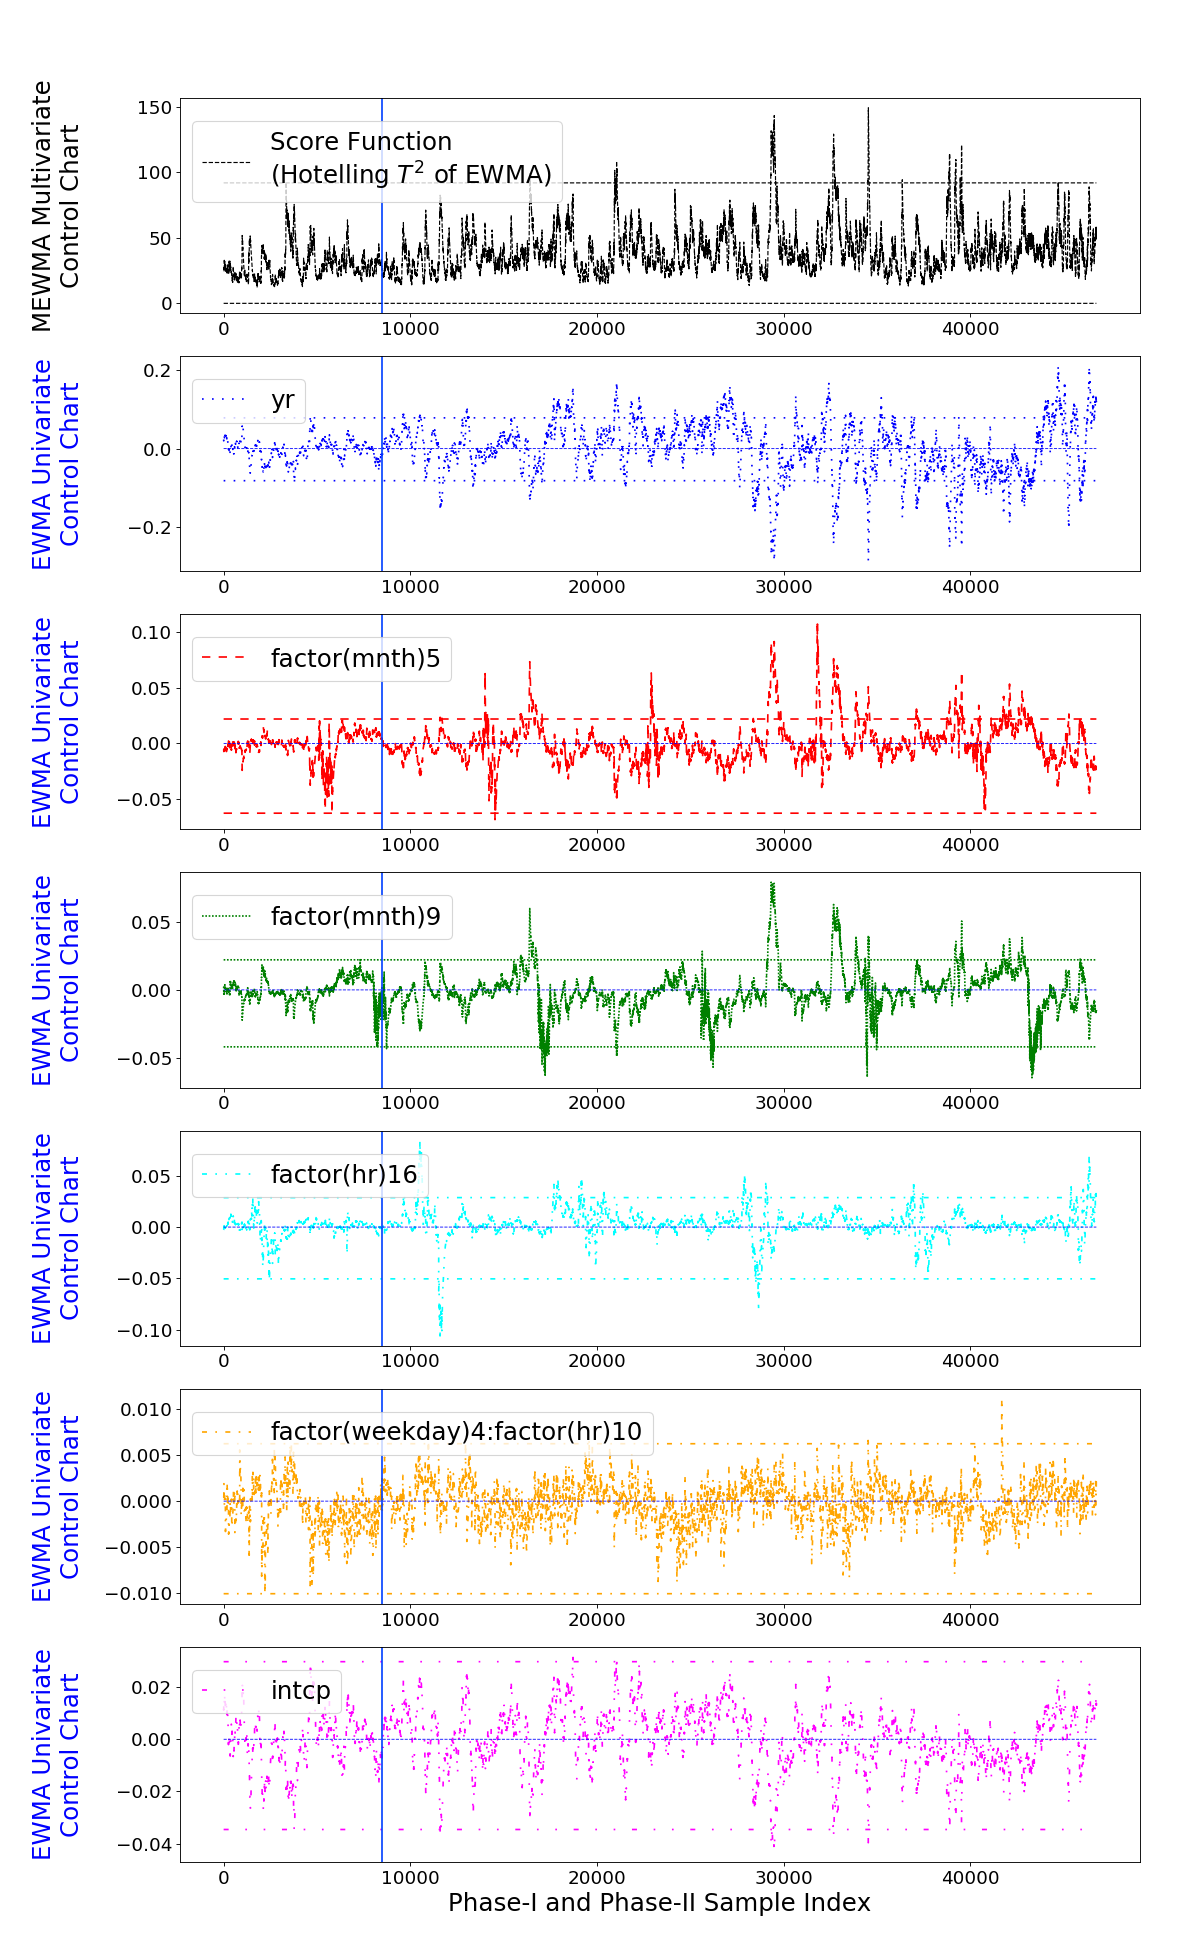 MEWMA Multivariate
Control Chart
150
100
50
0
Score Function
(Hotelling T² of EWMA)
0 10000 20000 30000 40000
EWMA Univariate
Control Chart
0.2
0.0
−0.2
yr
0 10000 20000 30000 40000
EWMA Univariate
Control Chart
0.10
0.05
0.00
−0.05
factor(mnth)5
0 10000 20000 30000 40000
EWMA Univariate
Control Chart
0.05
0.00
−0.05
factor(mnth)9
0 10000 20000 30000 40000
EWMA Univariate
Control Chart
0.05
0.00
−0.05
−0.10
factor(hr)16
0 10000 20000 30000 40000
EWMA Univariate
Control Chart
0.010
0.005
0.000
−0.005
−0.010
factor(weekday)4:factor(hr)10
0 10000 20000 30000 40000
EWMA Univariate
Control Chart
0.02
0.00
−0.02
−0.04
intcp
0 10000 20000 30000 40000
Phase-I and Phase-II Sample Index